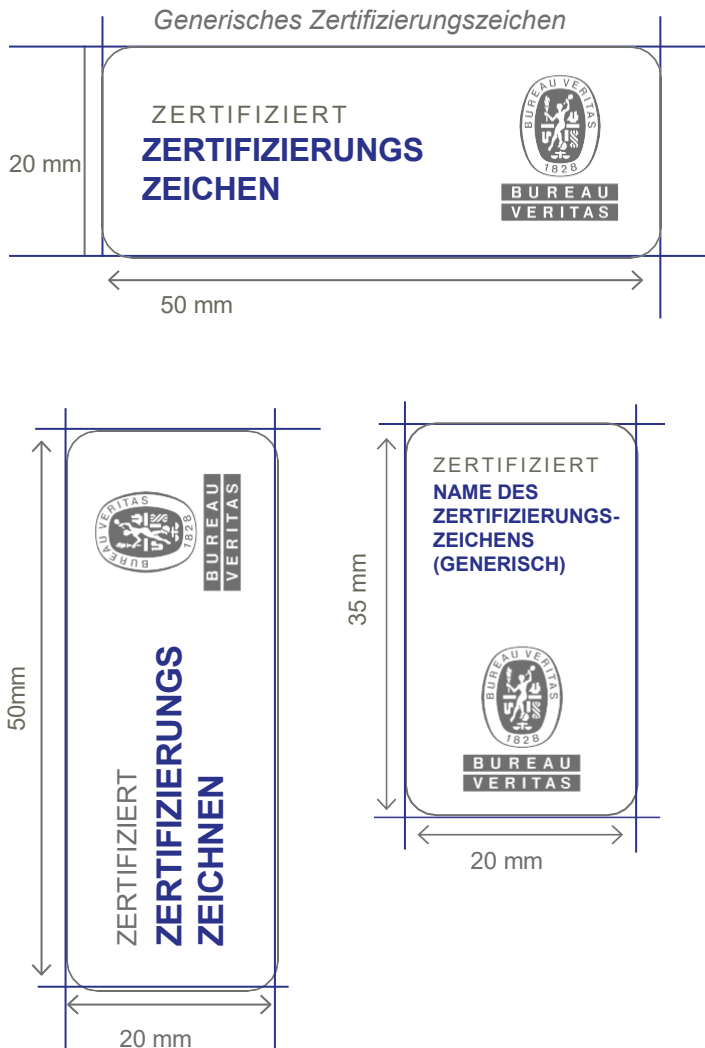 Generisches Zertifizierungszeichen
20 mm
ZERTIFIZIERT
ZERTIFIZIERUNGS
ZEICHEN
BUREAU VERITAS
1828
BUREAU
VERITAS
50 mm
50mm
ZERTIFIZIERT
ZERTIFIZIERUNGS
ZEICHNEN
BUREAU VERITAS
1828
BUREAU
VERITAS
20 mm
35 mm
ZERTIFIZIERT
NAME DES
ZERTIFIZIERUNGS-
ZEICHENS
(GENERISCH)
BUREAU VERITAS
1828
BUREAU
VERITAS
20 mm